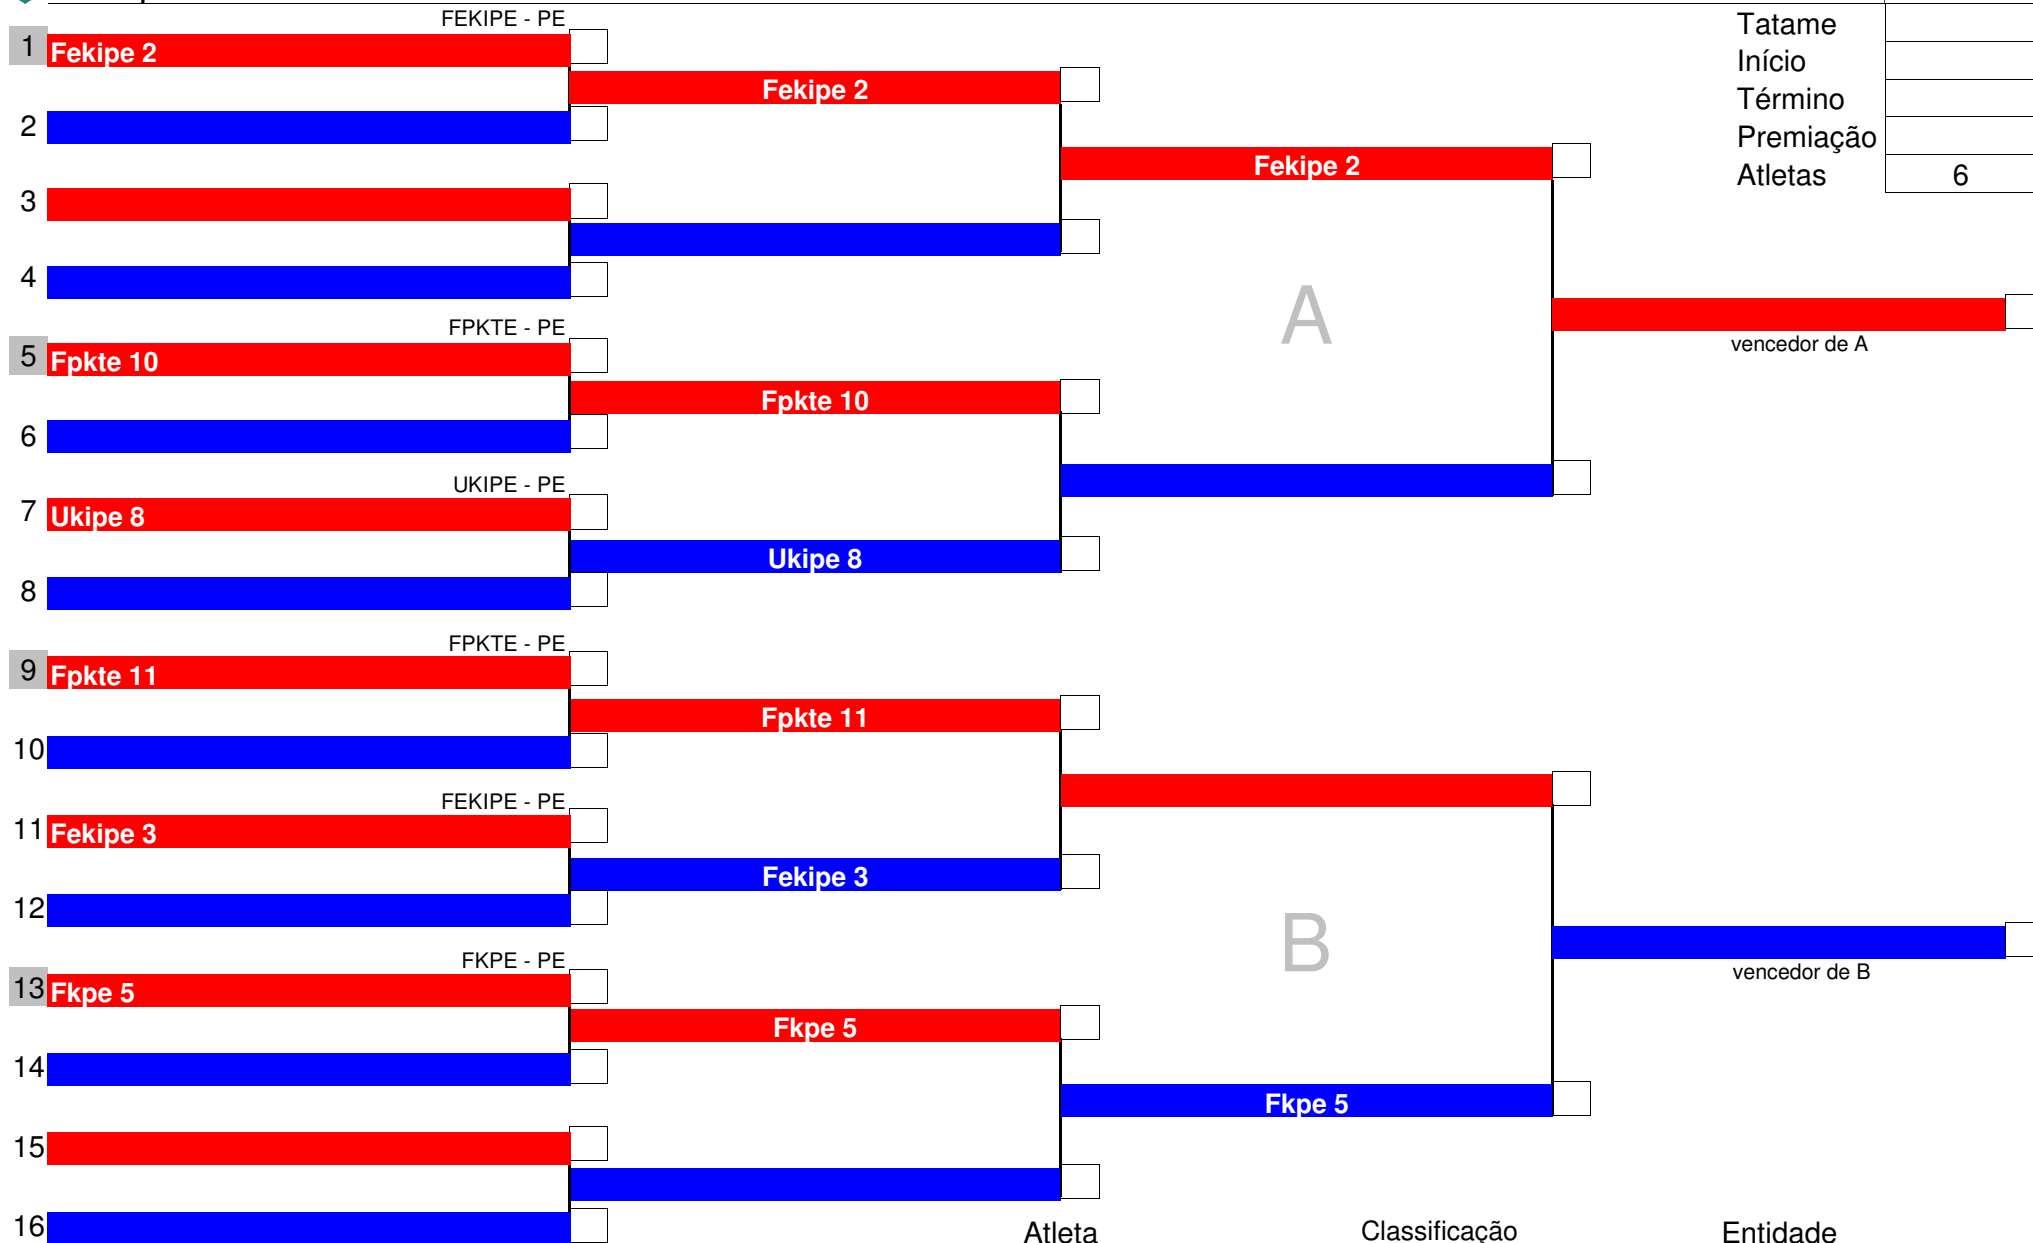 FEKIPE - PE
Tatame
1 Fekipe 2
Início
Fekipe 2
Término
2
Premiação
Fekipe 2
Atletas 6
3
4
A
FPKTE - PE
vencedor de A
5 Fpkte 10
Fpkte 10
6
UKIPE - PE
7 Ukipe 8
Ukipe 8
8
FPKTE - PE
9 Fpkte 11
Fpkte 11
10
FEKIPE - PE
11 Fekipe 3
Fekipe 3
12
B
FKPE - PE
vencedor de B
13 Fkpe 5
Fkpe 5
14
Fkpe 5
15
16
Atleta Classificação Entidade